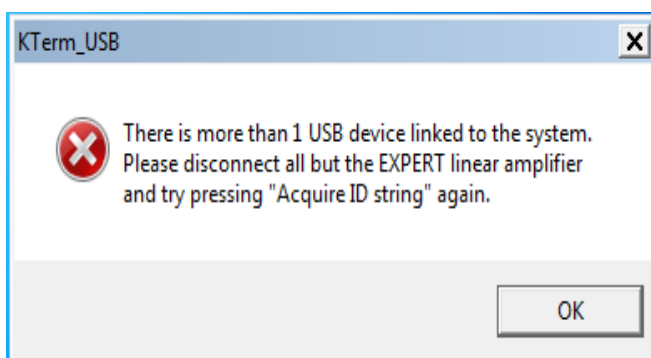 KTerm_USB
There is more than 1 USB device linked to the system.
Please disconnect all but the EXPERT linear amplifier
and try pressing "Acquire ID string" again.
OK